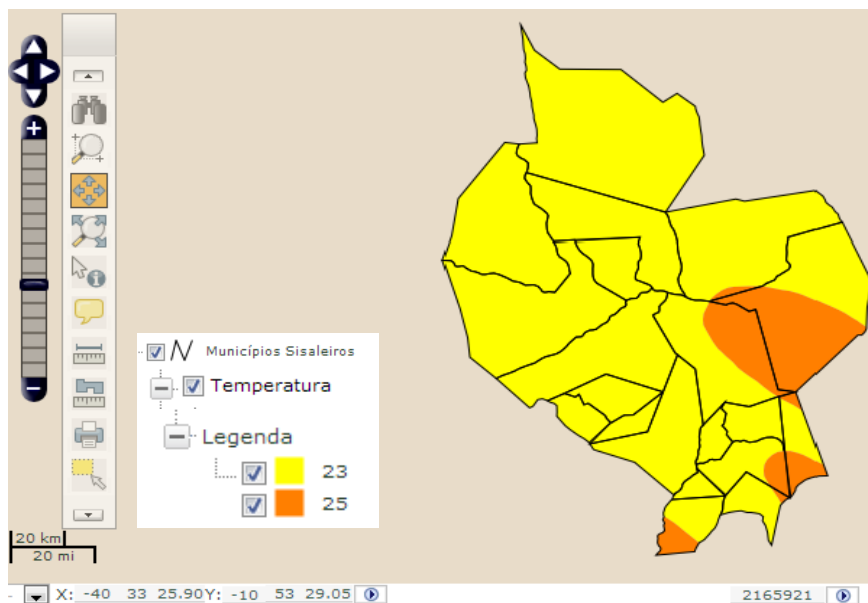 Municípios Sisaleiros
Temperatura
Legenda
23
25
20 km
20 mi
X: -40 33 25.90 Y: -10 53 29.05
2165921